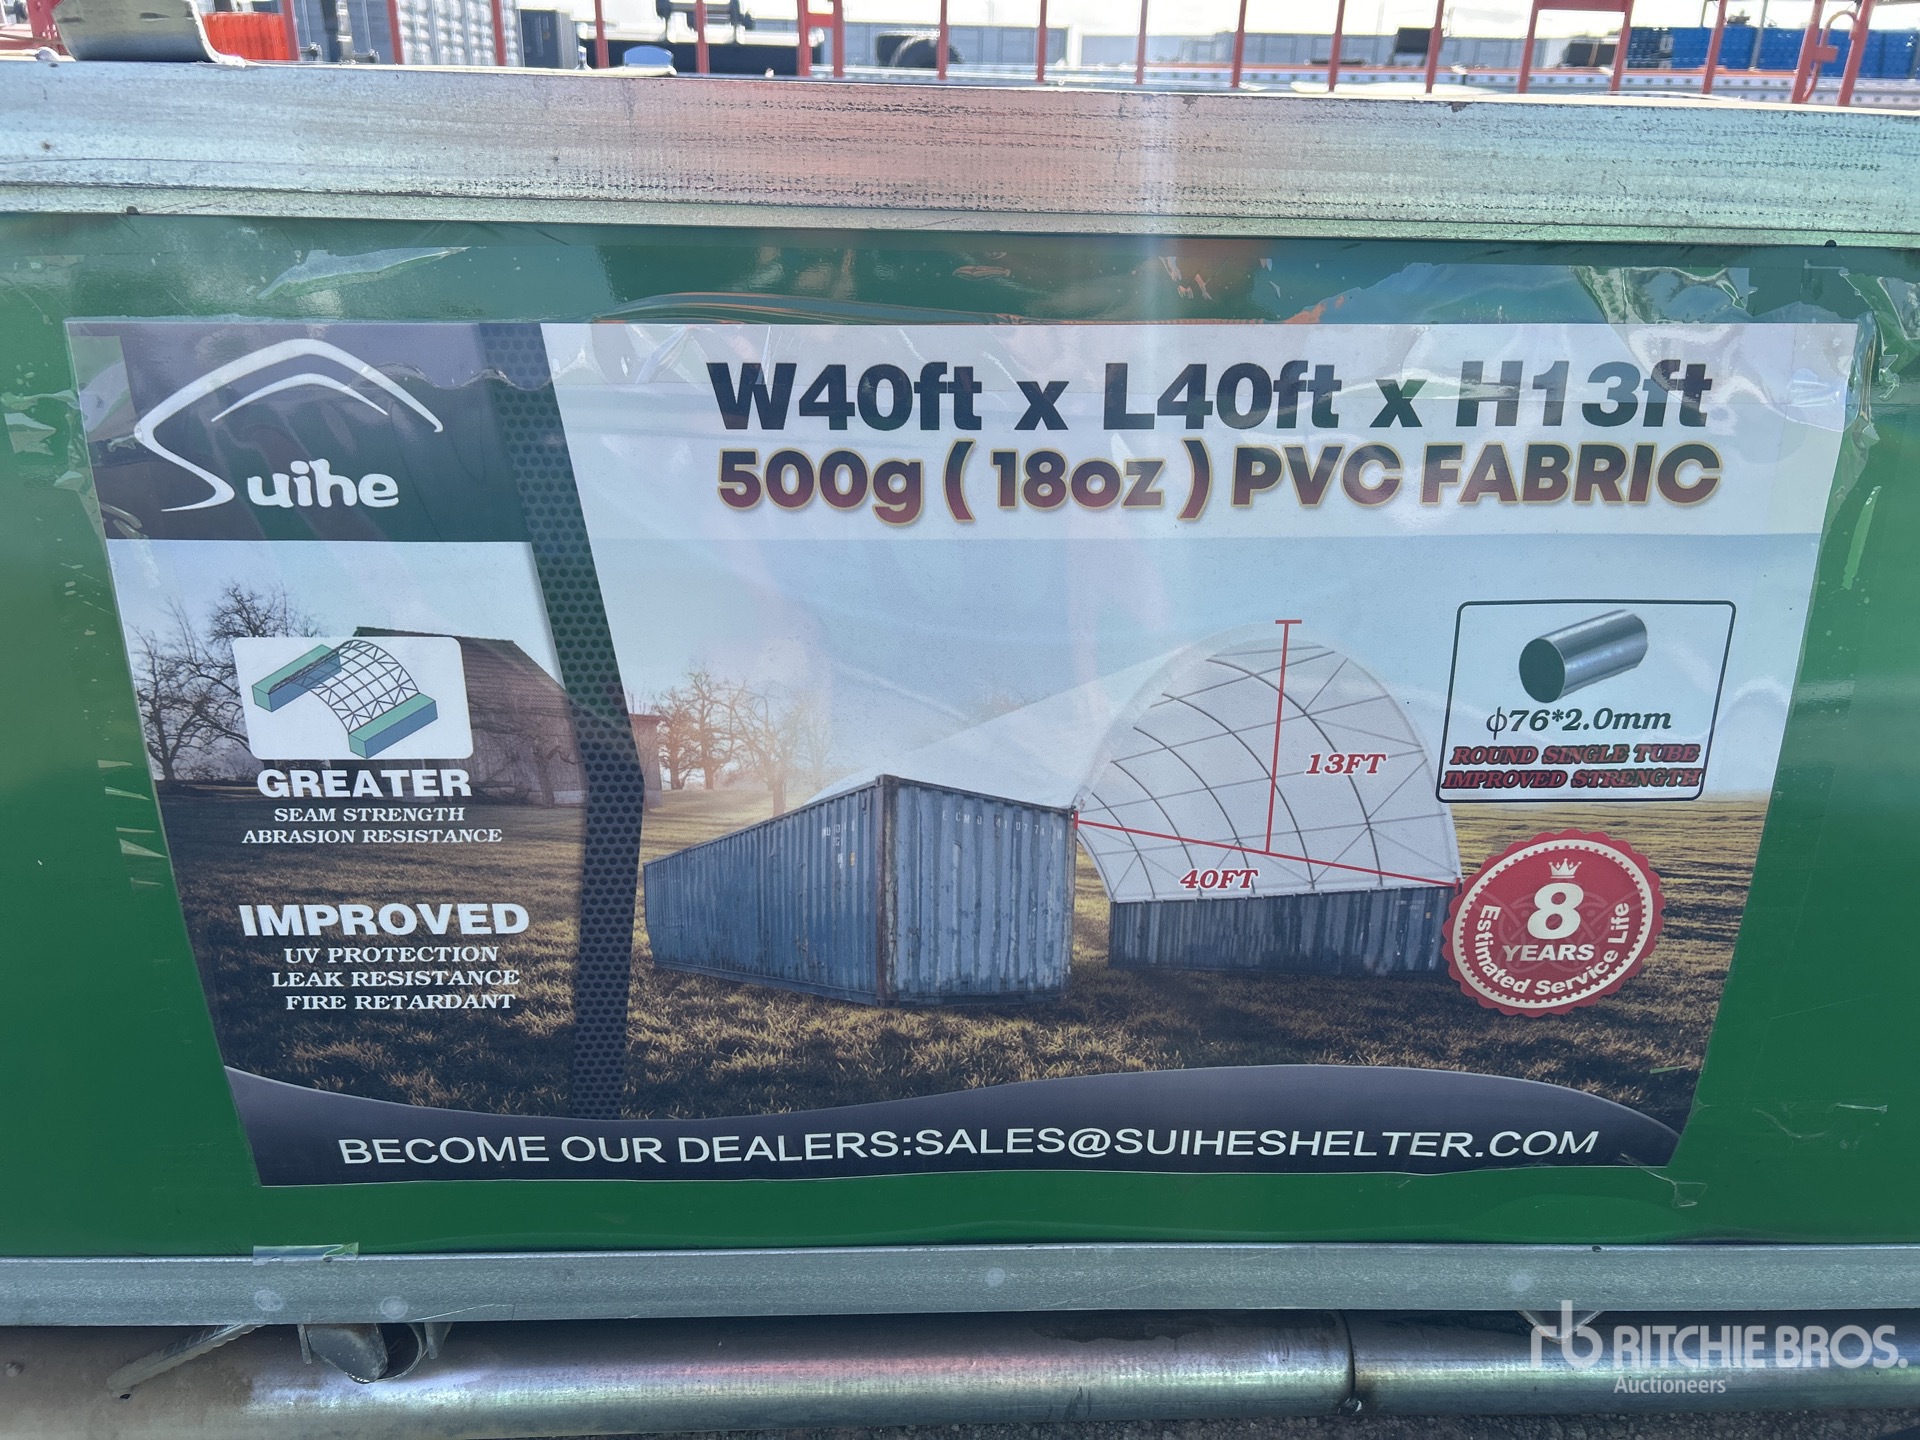 Suihe
W40ft x L40ft x H13ft
500g ( 18oz ) PVC FABRIC
GREATER
SEAM STRENGTH
ABRASION RESISTANCE
IMPROVED
UV PROTECTION
LEAK RESISTANCE
FIRE RETARDANT
13FT
40FT
ϕ76*2.0mm
ROUND SINGLE TUBE
IMPROVED STRENGTH
8
YEARS
Estimated Service Life
BECOME OUR DEALERS:SALES@SUIHESHELTER.COM
rb RITCHIE BROS.
Auctioneers